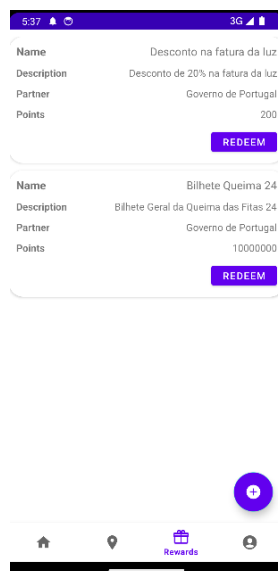 5:37 3G
Name Desconto na fatura da luz
Description Desconto de 20% na fatura da luz
Partner Governo de Portugal
Points 200
REDEEM
Name Bilhete Queima 24
Description Bilhete Geral da Queima das Fitas 24
Partner Governo de Portugal
Points 10000000
REDEEM
Rewards